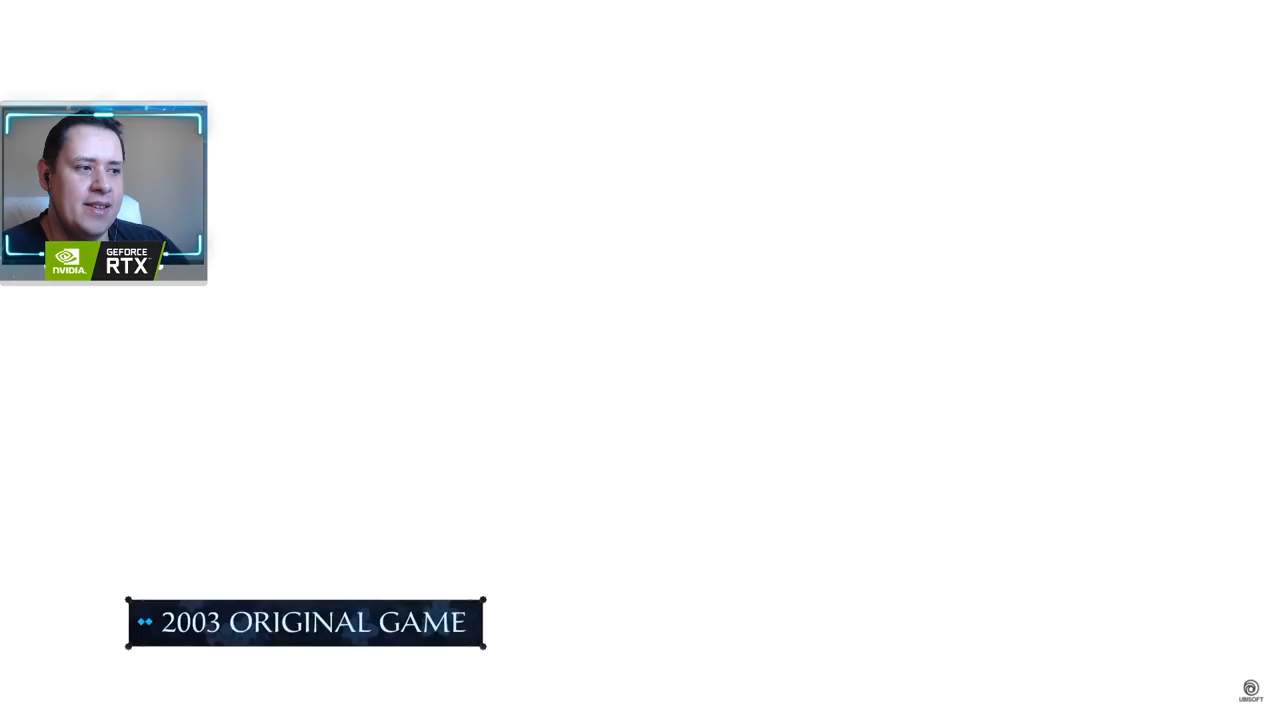 NVIDIA.
GEFORCE
RTX
2003 ORIGINAL GAME
UBISOFT